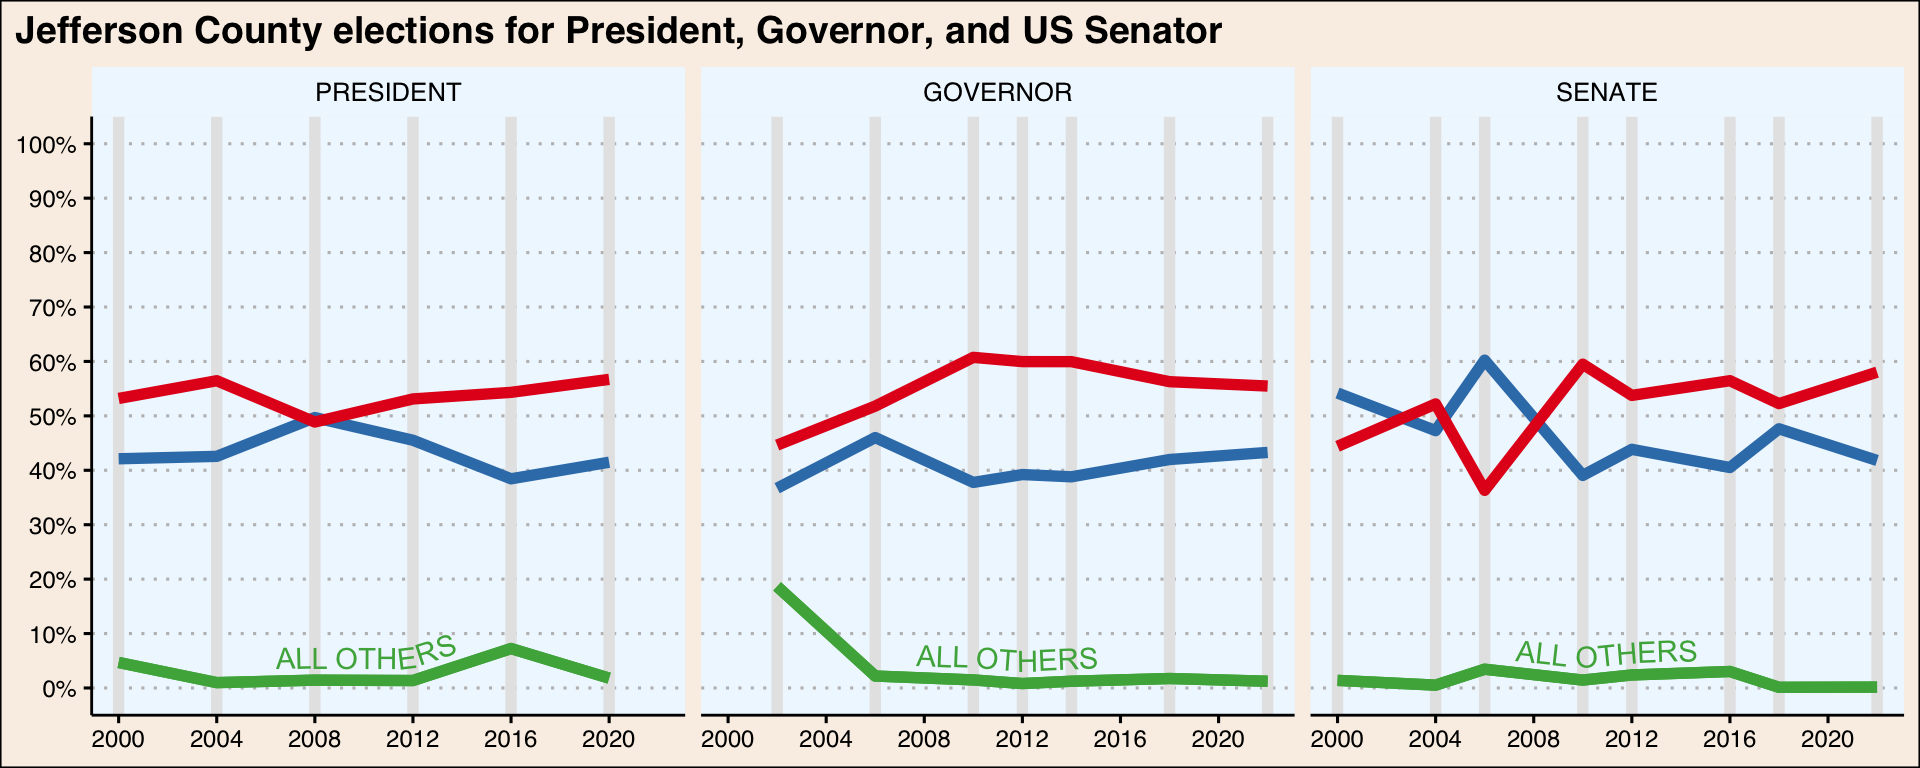 Jefferson County elections for President, Governor, and US Senator
PRESIDENT
GOVERNOR
SENATE
100%
90%
80%
70%
60%
50%
40%
30%
20%
10%
0%
ALL OTHERS
ALL OTHERS
ALL OTHERS
2000 2004 2008 2012 2016 2020
2000 2004 2008 2012 2016 2020
2000 2004 2008 2012 2016 2020